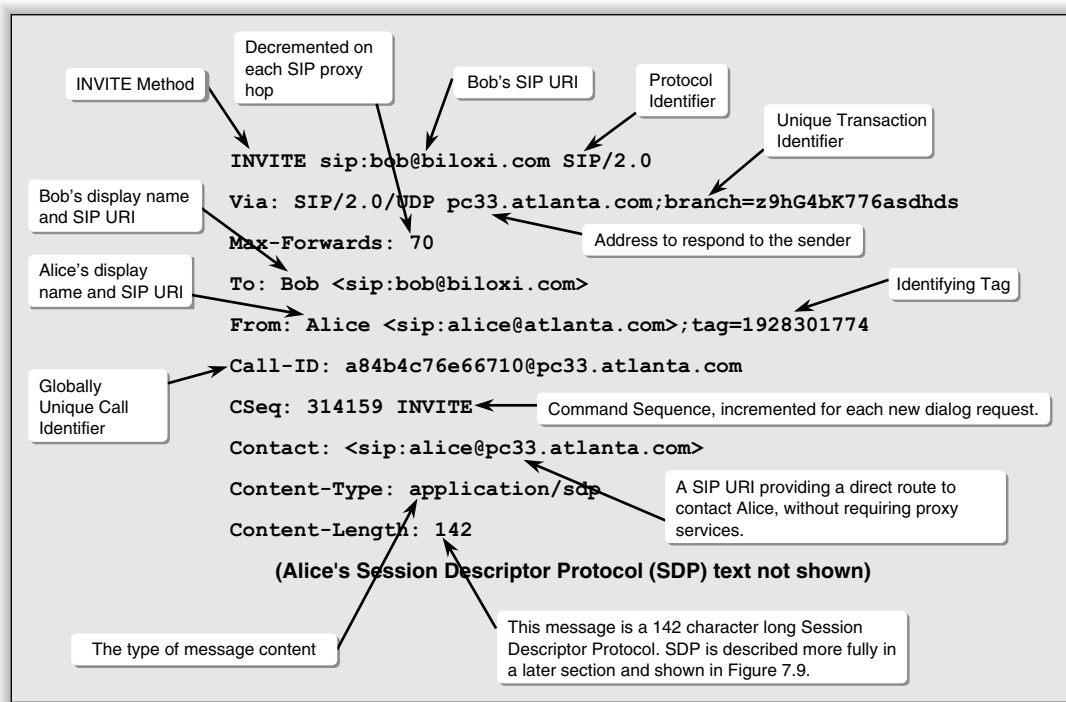 Decremented on
each SIP proxy
hop
INVITE Method
Bob's SIP URI
Protocol
Identifier
Unique Transaction
Identifier
INVITE sip:bob@biloxi.com SIP/2.0
Bob's display name
and SIP URI
Via: SIP/2.0/UDP pc33.atlanta.com;branch=z9hG4bK776asdhds
Max-Forwards: 70
Address to respond to the sender
Alice's display
name and SIP URI
To: Bob <sip:bob@biloxi.com>
Identifying Tag
From: Alice <sip:alice@atlanta.com>;tag=1928301774
Call-ID: a84b4c76e66710@pc33.atlanta.com
Globally
Unique Call
Identifier
CSeq: 314159 INVITE
Command Sequence, incremented for each new dialog request.
Contact: <sip:alice@pc33.atlanta.com>
Content-Type: application/sdp
A SIP URI providing a direct route to
contact Alice, without requiring proxy
services.
Content-Length: 142
(Alice's Session Descriptor Protocol (SDP) text not shown)
The type of message content
This message is a 142 character long Session
Descriptor Protocol. SDP is described more fully in
a later section and shown in Figure 7.9.